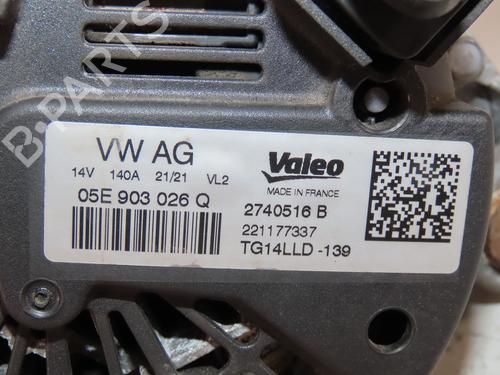 VW AG
14V 140A 21/21 VL2
05E 903 026 Q
Valeo
MADE IN FRANCE
2740516 B
221177337
TG14LLD -139
B-PARTS